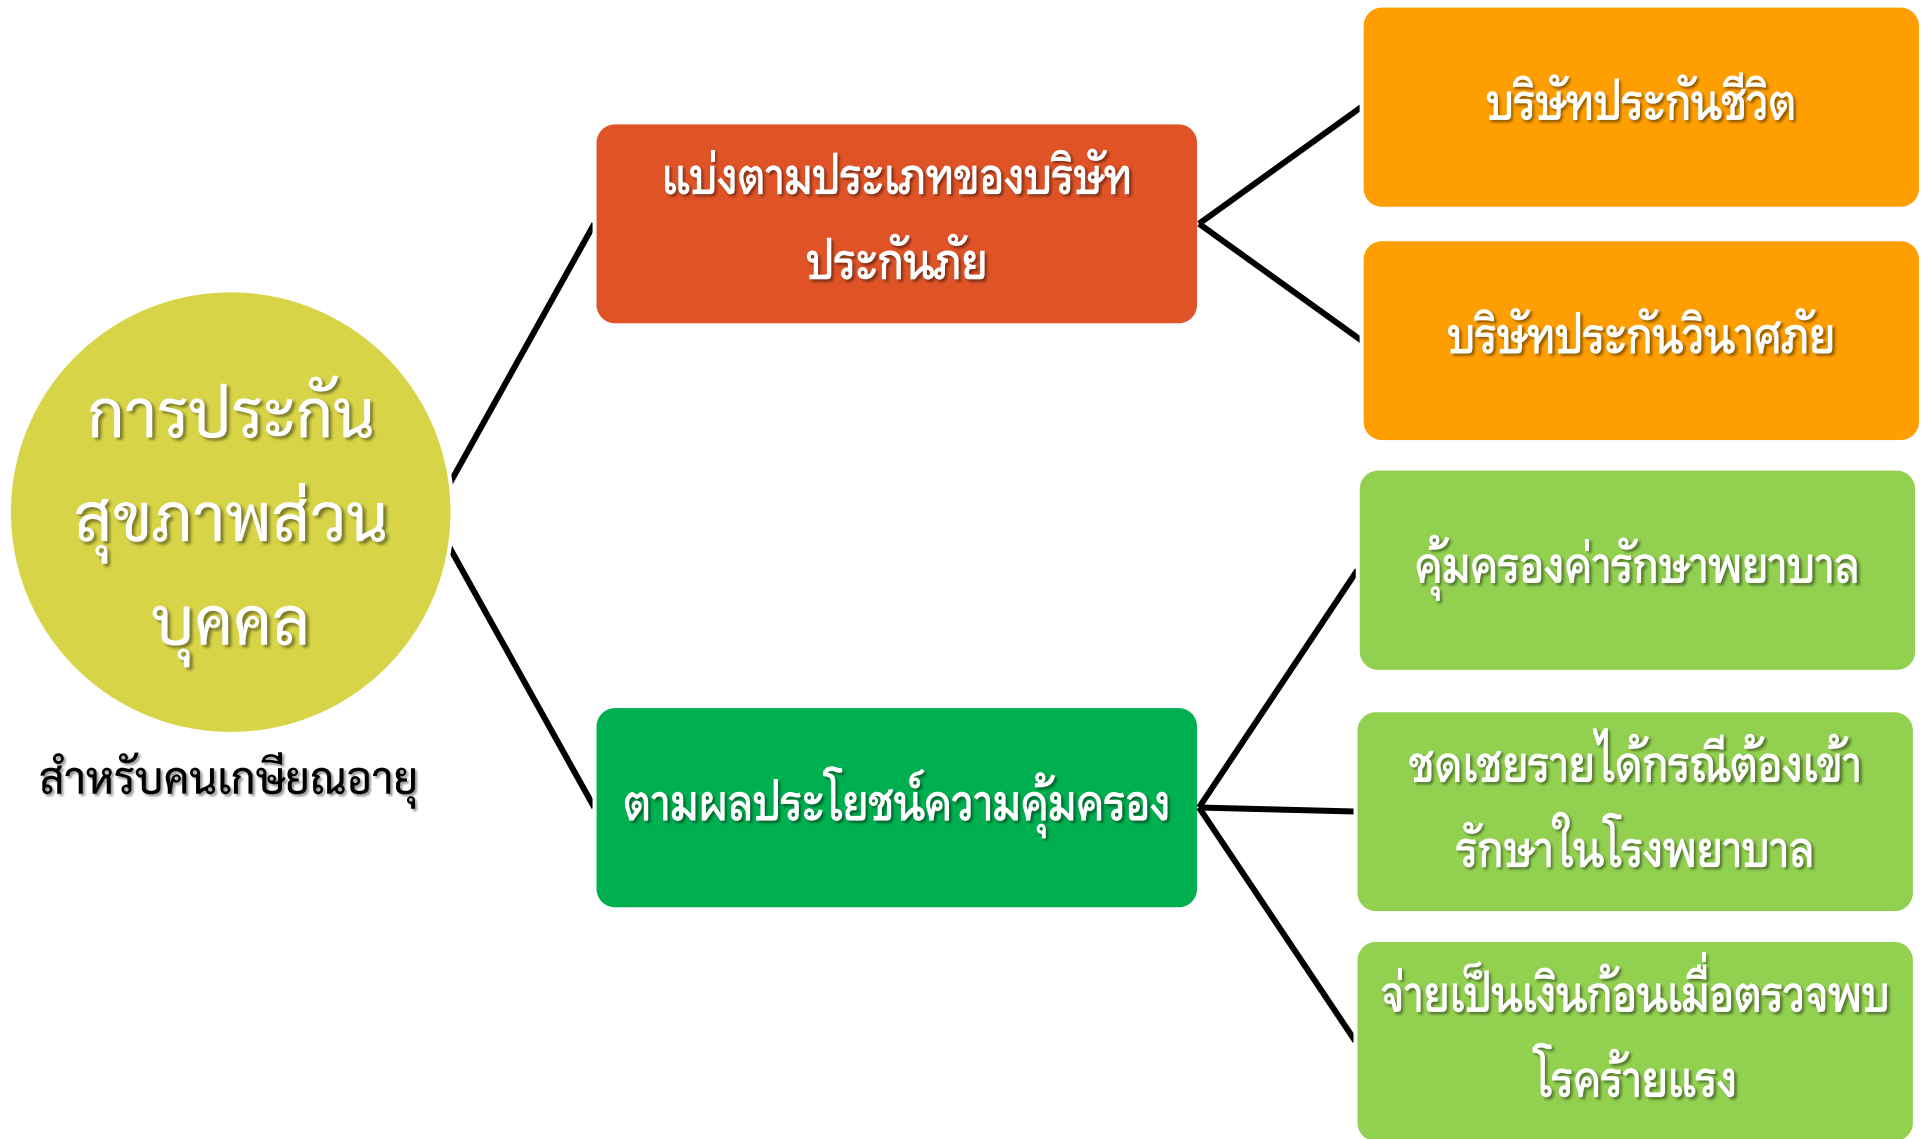 การประกัน
สุขภาพส่วน
บุคคล
สำหรับคนเกษียณอายุ
แบ่งตามประเภทของบริษัท
ประกันภัย
บริษัทประกันชีวิต
บริษัทประกันวินาศภัย
ตามผลประโยชน์ความคุ้มครอง
คุ้มครองค่ารักษาพยาบาล
ชดเชยรายได้กรณีต้องเข้า
รักษาในโรงพยาบาล
จ่ายเป็นเงินก้อนเมื่อตรวจพบ
โรคร้ายแรง